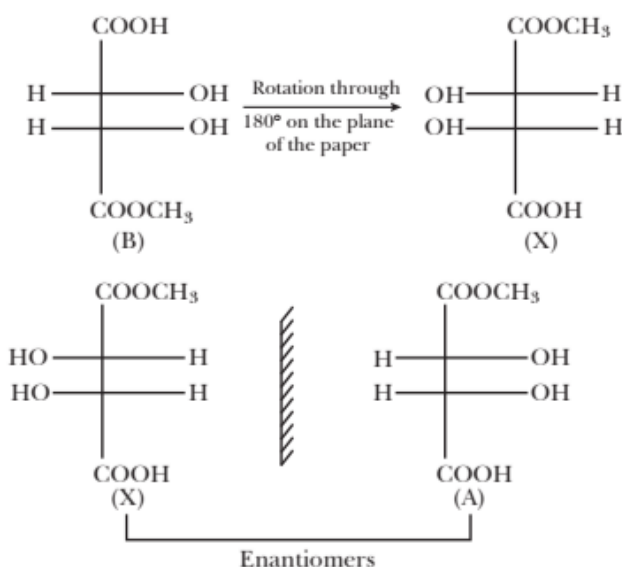 COOH COOCH₃
H OH Rotation through OH H
H OH 180° on the plane OH H
of the paper
COOCH₃ COOH
(B) (X)
COOCH₃ COOCH₃
HO H H OH
HO H H OH
COOH COOH
(X) (A)
Enantiomers